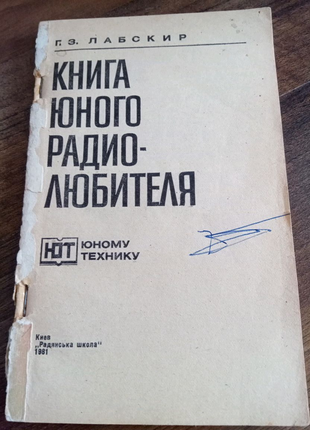 Г.З. ЛАБСКИР
КНИГА
ЮНОГО
РАДИО-
ЛЮБИТЕЛЯ
ЮТ ЮНОМУ
ТЕХНИКУ
Киев
„Радянська школа"
1981